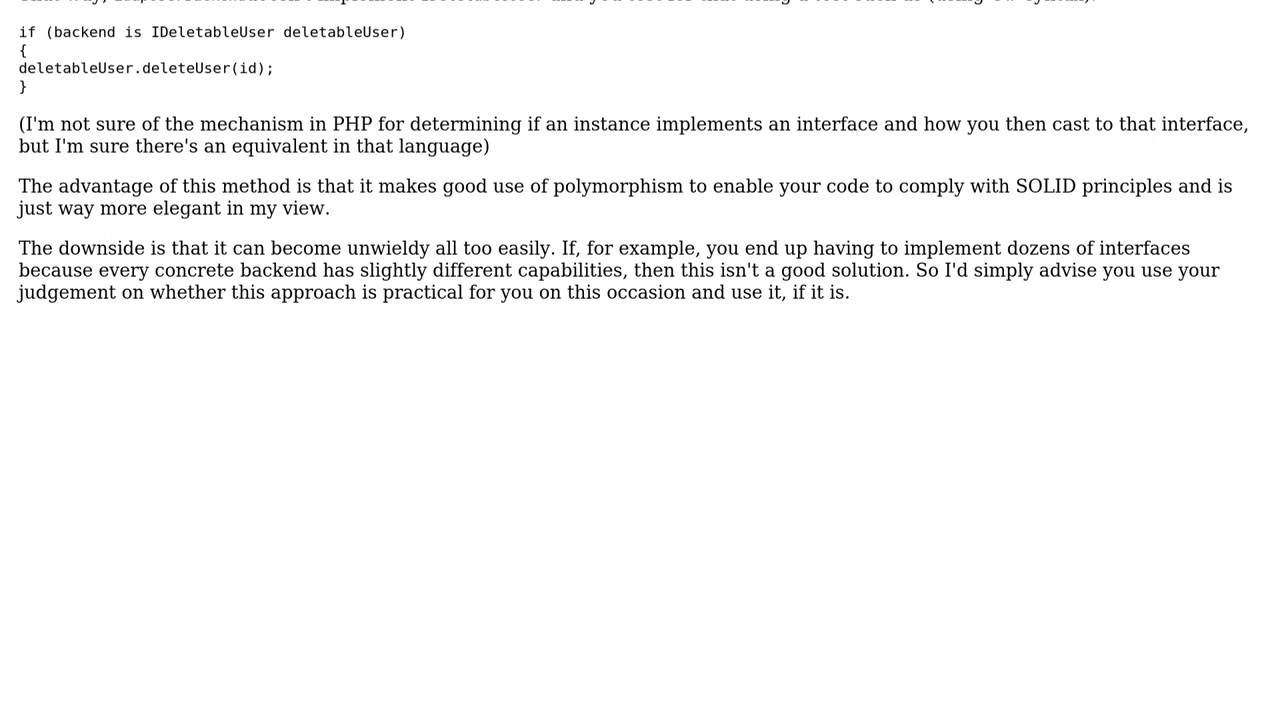 if (backend is IDeletableUser deletableUser)
{
deletableUser.deleteUser(id);
}
(I'm not sure of the mechanism in PHP for determining if an instance implements an interface and how you then cast to that interface,
but I'm sure there's an equivalent in that language)
The advantage of this method is that it makes good use of polymorphism to enable your code to comply with SOLID principles and is
just way more elegant in my view.
The downside is that it can become unwieldy all too easily. If, for example, you end up having to implement dozens of interfaces
because every concrete backend has slightly different capabilities, then this isn't a good solution. So I'd simply advise you use your
judgement on whether this approach is practical for you on this occasion and use it, if it is.